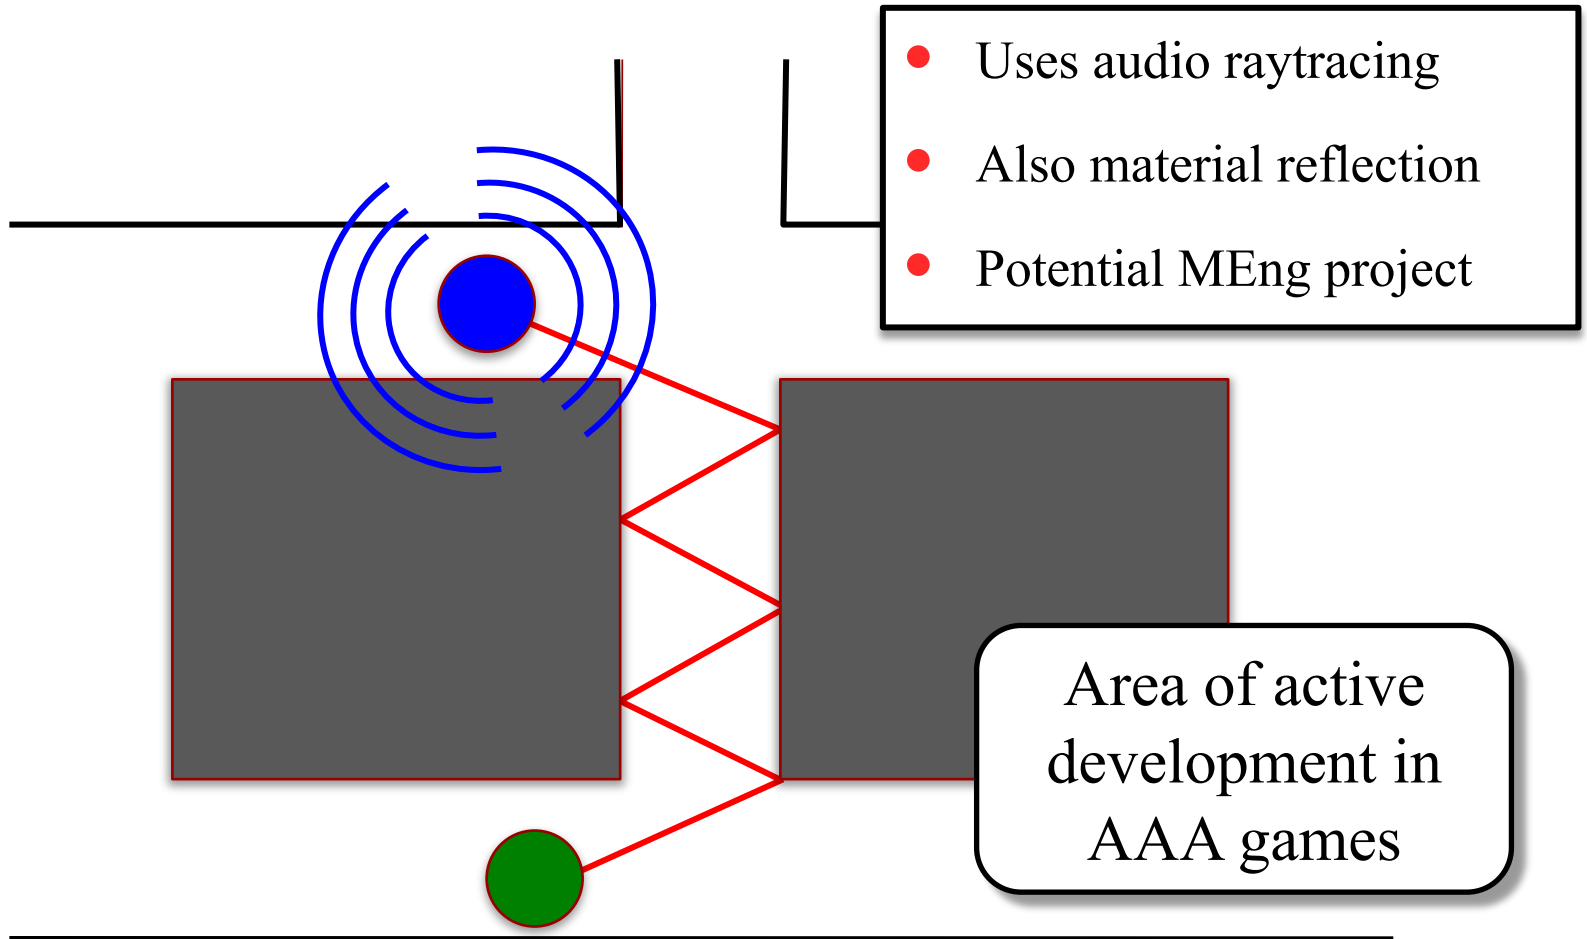 Uses audio raytracing
Also material reflection
Potential MEng project
Area of active
development in
AAA games